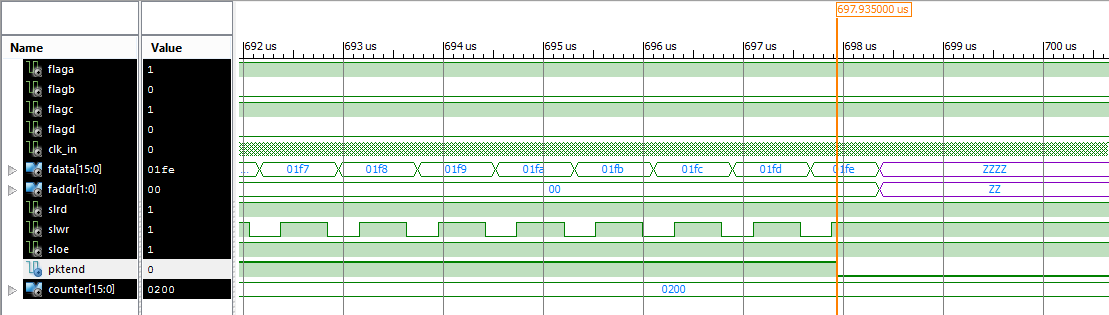 697.935000 us
Name Value 692 us 693 us 694 us 695 us 696 us 697 us 698 us 699 us 700 us
flaga 1
flagb 0
flagc 1
flagd 0
clk_in 0
fdata[15:0] 01fe ... 01f7 01f8 01f9 01fa 01fb 01fc 01fd 01fe ZZZZ
faddr[1:0] 00 00 ZZ
slrd 1
slwr 1
sloe 1
pktend 0
counter[15:0] 0200 0200